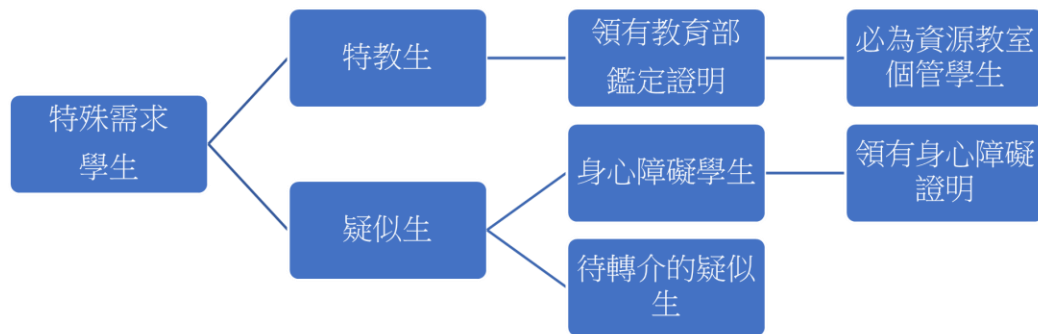 特殊需求
學生
特教生
領有教育部
鑑定證明
必為資源教室
個管學生
疑似生
身心障礙學生
領有身心障礙
證明
待轉介的疑似
生